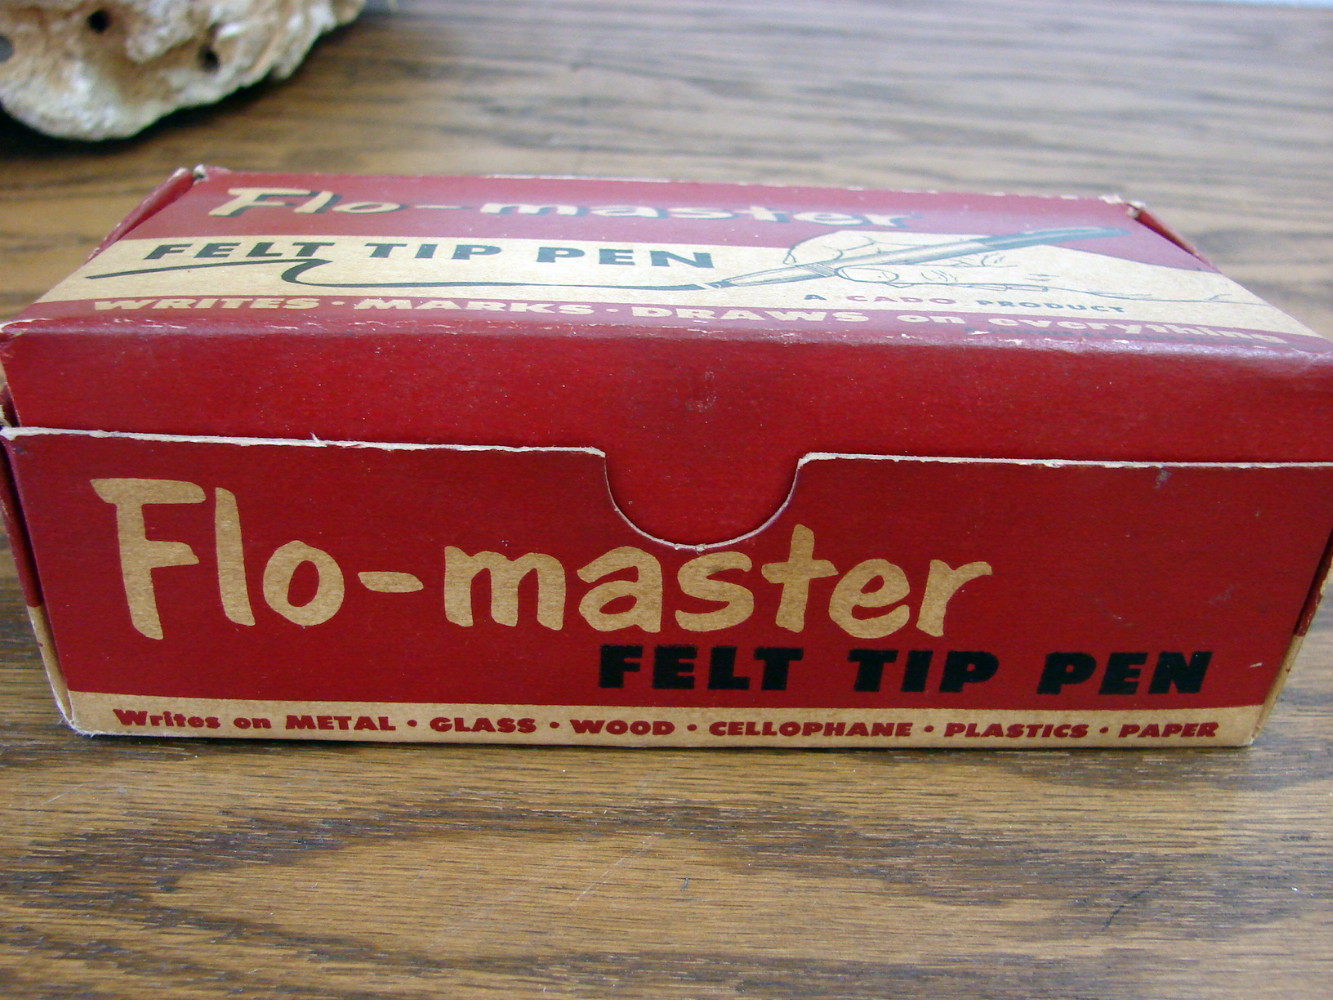 Flo-master
FELT TIP PEN
A CADO PRODUCT
WRITES · MARKS · DRAWS on everything
Flo-master
FELT TIP PEN
Writes on METAL · GLASS · WOOD · CELLOPHANE · PLASTICS · PAPER